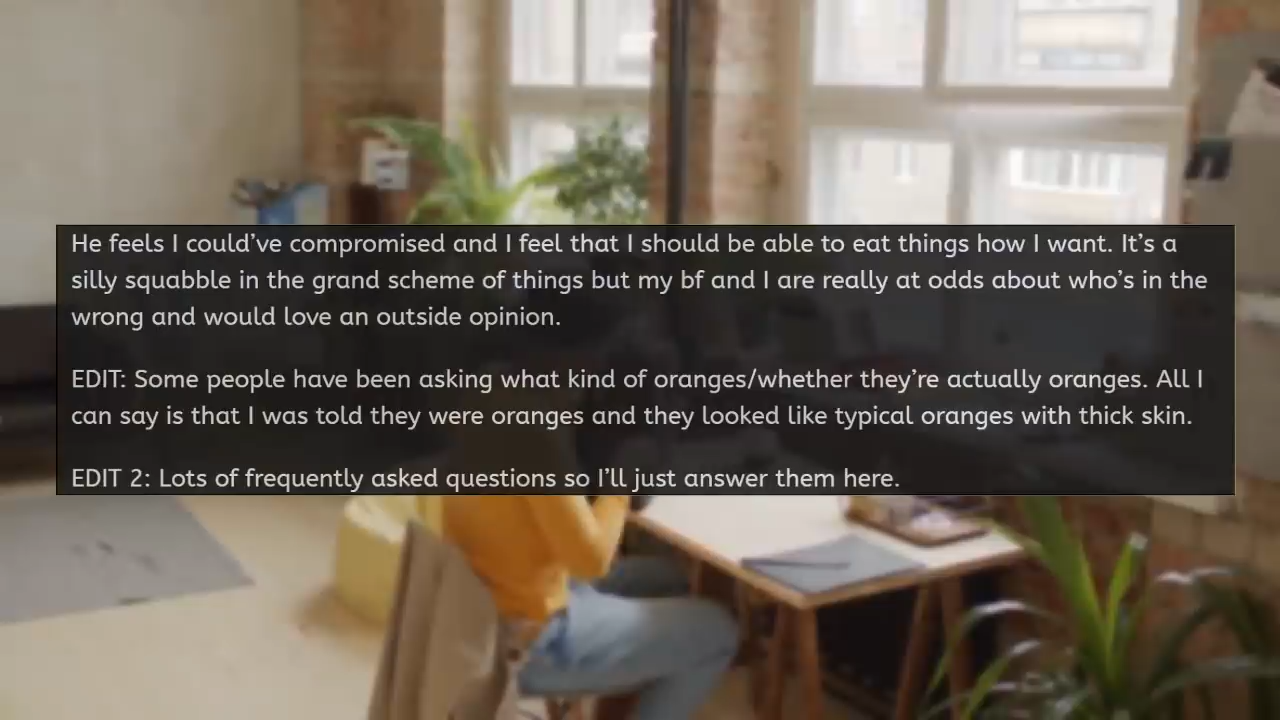 He feels I could’ve compromised and I feel that I should be able to eat things how I want. It’s a
silly squabble in the grand scheme of things but my bf and I are really at odds about who’s in the
wrong and would love an outside opinion.
EDIT: Some people have been asking what kind of oranges/whether they’re actually oranges. All I
can say is that I was told they were oranges and they looked like typical oranges with thick skin.
EDIT 2: Lots of frequently asked questions so I’ll just answer them here.